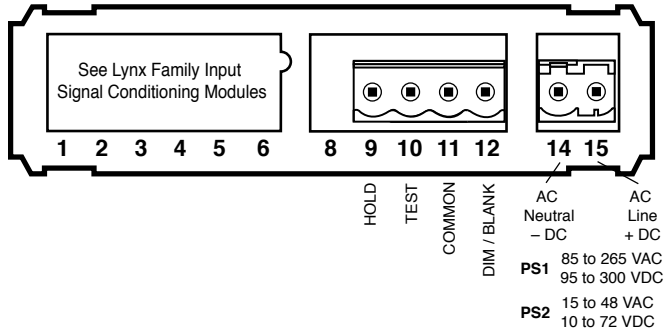 See Lynx Family Input
Signal Conditioning Modules
1 2 3 4 5 6 8 9 10 11 12 14 15
HOLD
TEST
COMMON
DIM / BLANK
AC
Neutral
– DC
AC
Line
+ DC
PS1 85 to 265 VAC
95 to 300 VDC
PS2 15 to 48 VAC
10 to 72 VDC